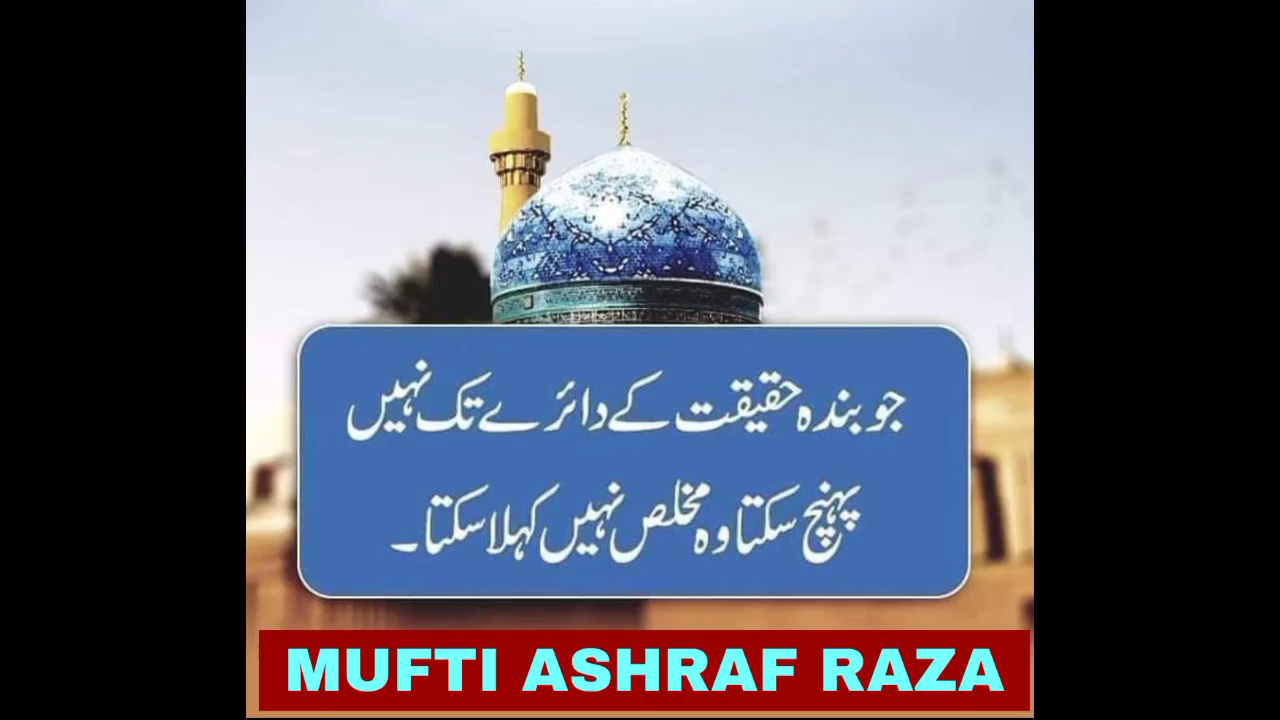 جو بندہ حقیقت کے دائرے تک نہیں
پہنچ سکتا وہ مخلص نہیں کہلا سکتا۔
MUFTI ASHRAF RAZA